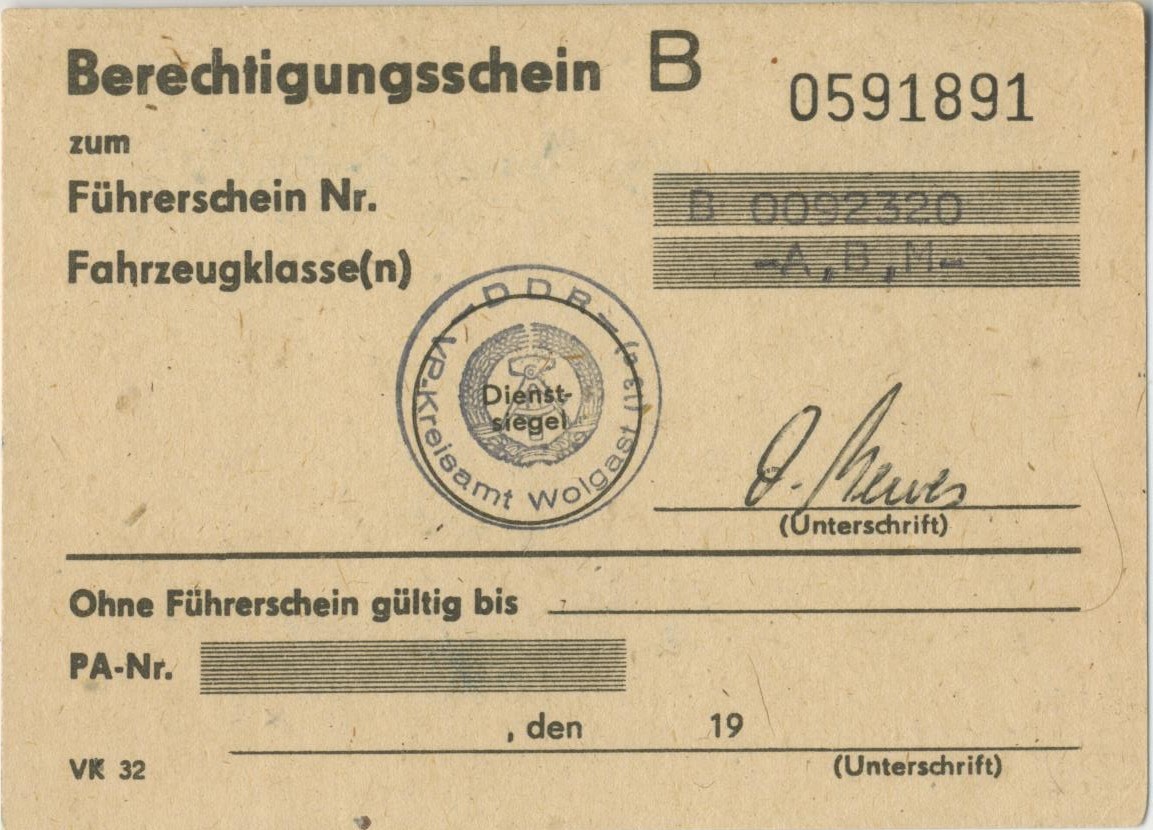 Berechtigungsschein B 0591891
zum
Führerschein Nr. B 0092320
Fahrzeugklasse(n) -A,B,M-
-DDR-
VP-Kreisamt Wolgast
Dienst-
siegel
(Unterschrift)
Ohne Führerschein gültig bis
PA-Nr.
, den 19
VK 32 (Unterschrift)